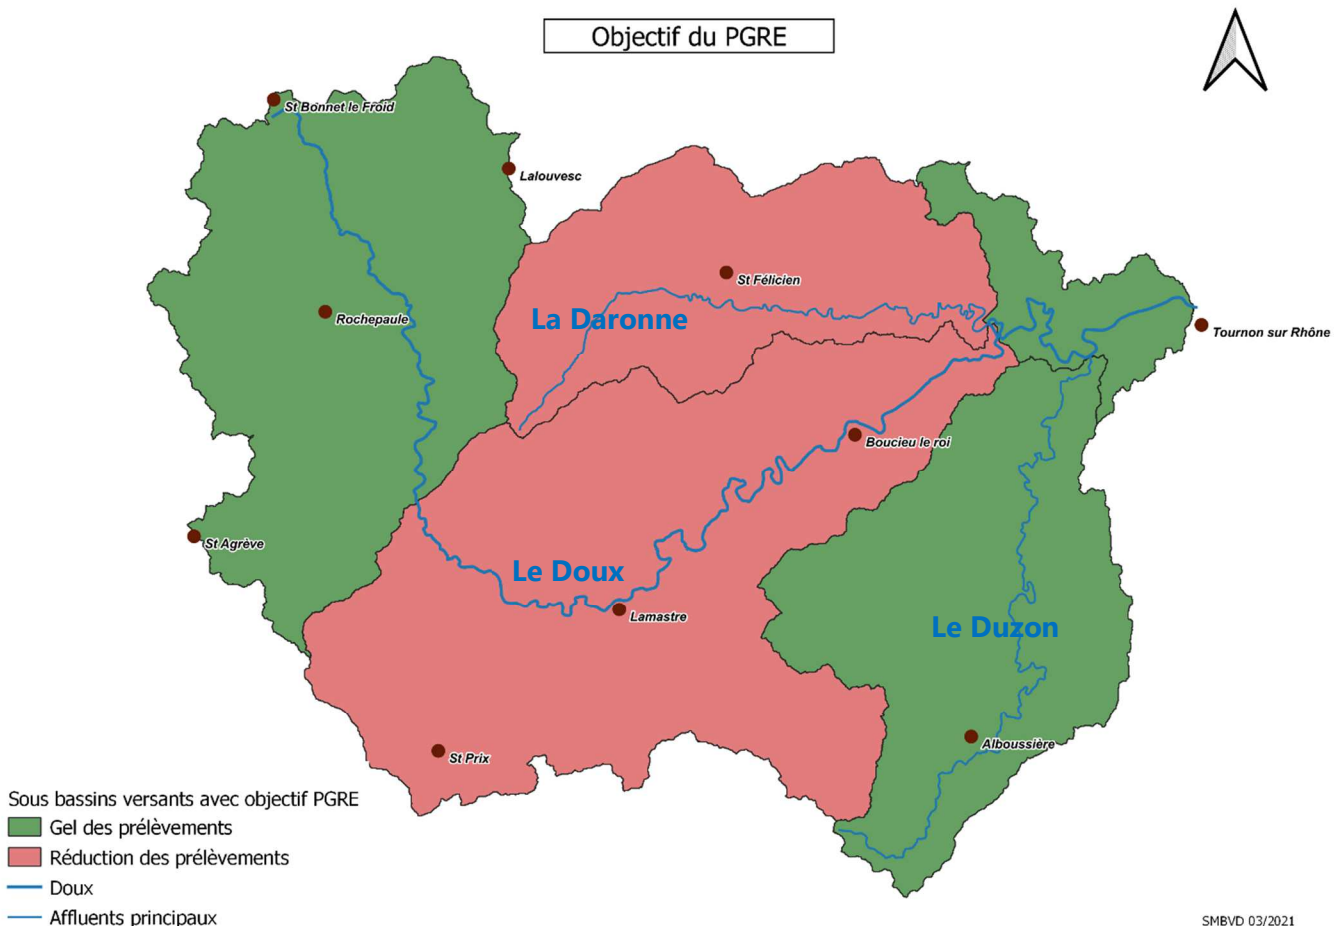 Objectif du PGRE
St Bonnet le Froid
Lalouvesc
St Félicien
La Daronne
Rochepaule
Tournon sur Rhône
Boucieu le roi
St Agrève
Le Doux
Lamastre
Le Duzon
Alboussière
St Prix
Sous bassins versants avec objectif PGRE
Gel des prélèvements
Réduction des prélèvements
Doux
Affluents principaux
SMBVD 03/2021